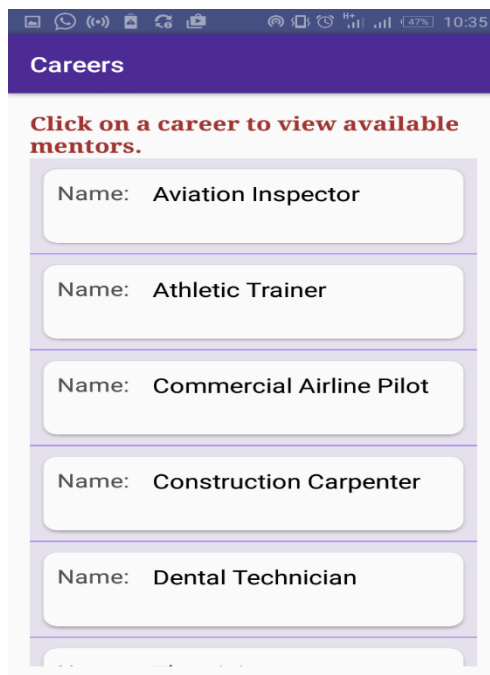 H+ 47% 10:35
Careers
Click on a career to view available
mentors.
Name: Aviation Inspector
Name: Athletic Trainer
Name: Commercial Airline Pilot
Name: Construction Carpenter
Name: Dental Technician